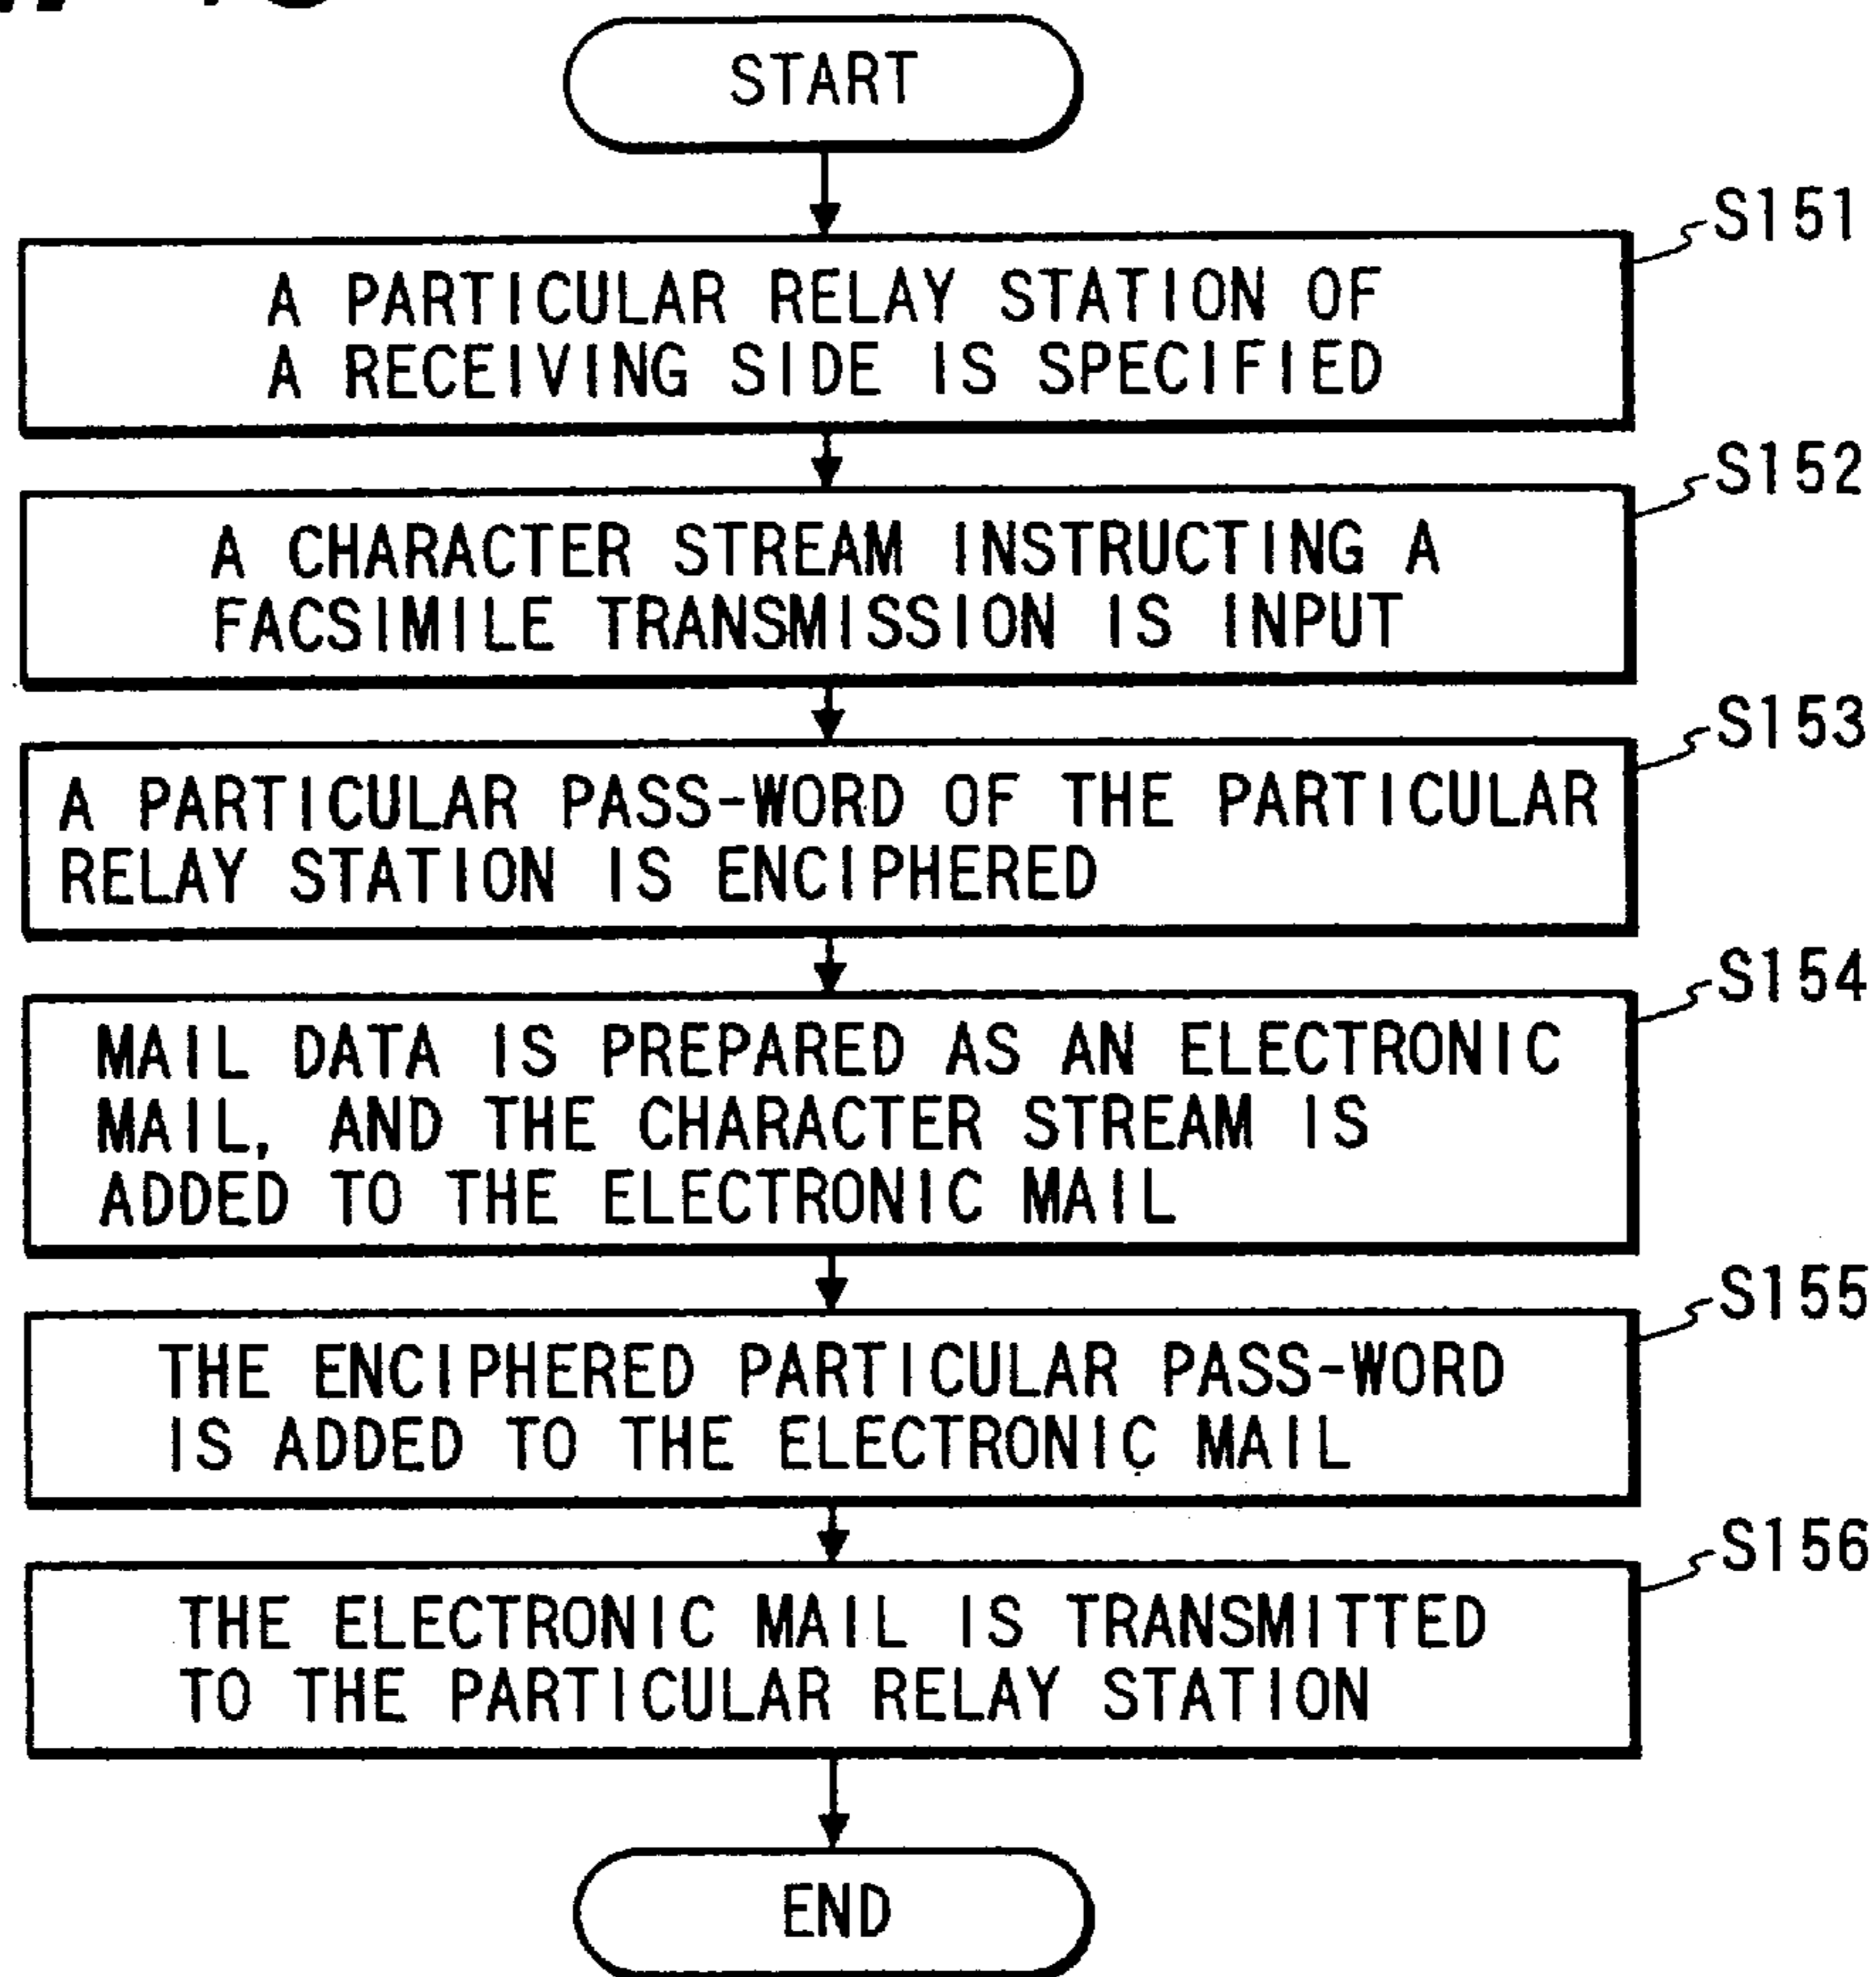 START
S151
A PARTICULAR RELAY STATION OF
A RECEIVING SIDE IS SPECIFIED
S152
A CHARACTER STREAM INSTRUCTING A
FACSIMILE TRANSMISSION IS INPUT
S153
A PARTICULAR PASS-WORD OF THE PARTICULAR
RELAY STATION IS ENCIPHERED
S154
MAIL DATA IS PREPARED AS AN ELECTRONIC
MAIL, AND THE CHARACTER STREAM IS
ADDED TO THE ELECTRONIC MAIL
S155
THE ENCIPHERED PARTICULAR PASS-WORD
IS ADDED TO THE ELECTRONIC MAIL
S156
THE ELECTRONIC MAIL IS TRANSMITTED
TO THE PARTICULAR RELAY STATION
END